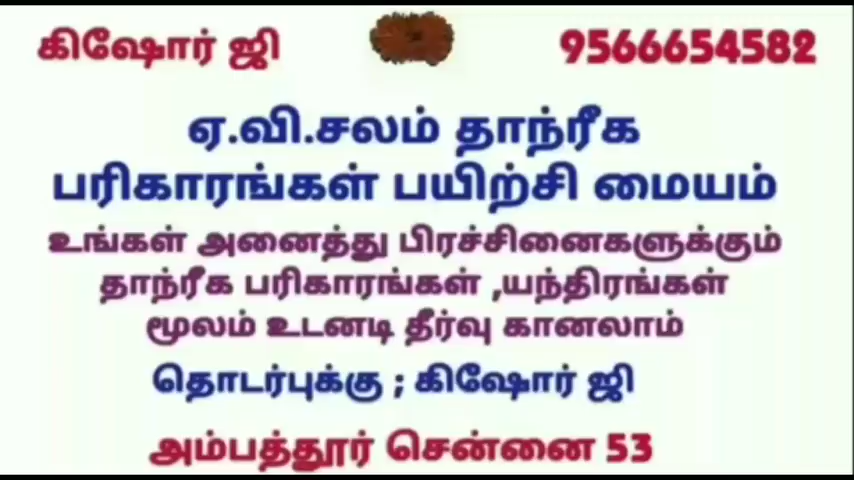 கிஷோர் ஜி 9566654582
ஏ.வி.சலம் தாந்ரீக
பரிகாரங்கள் பயிற்சி மையம்
உங்கள் அனைத்து பிரச்சினைகளுக்கும்
தாந்ரீக பரிகாரங்கள் ,யந்திரங்கள்
மூலம் உடனடி தீர்வு கானலாம்
தொடர்புக்கு ; கிஷோர் ஜி
அம்பத்தூர் சென்னை 53